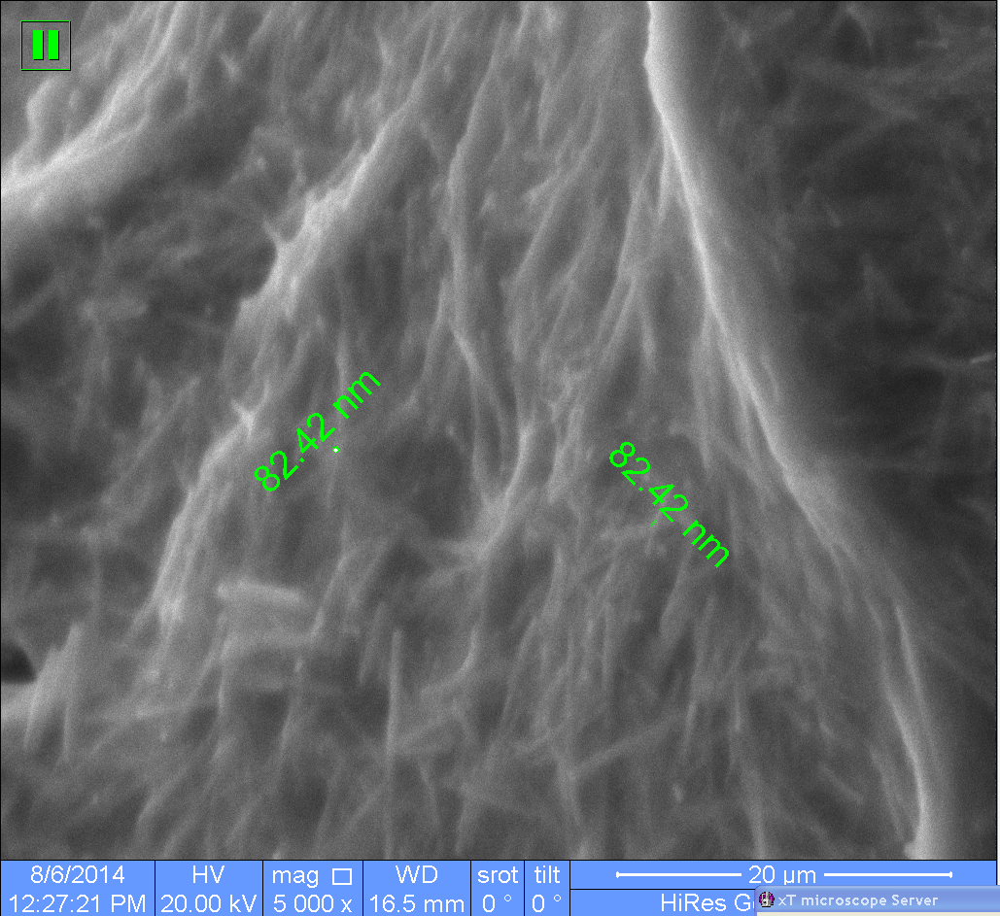 82.42 nm
82.42 nm
8/6/2014 HV mag WD srot tilt 20 µm
12:27:21 PM 20.00 kV 5 000 x 16.5 mm 0 ° 0 ° HiRes
xT microscope Server